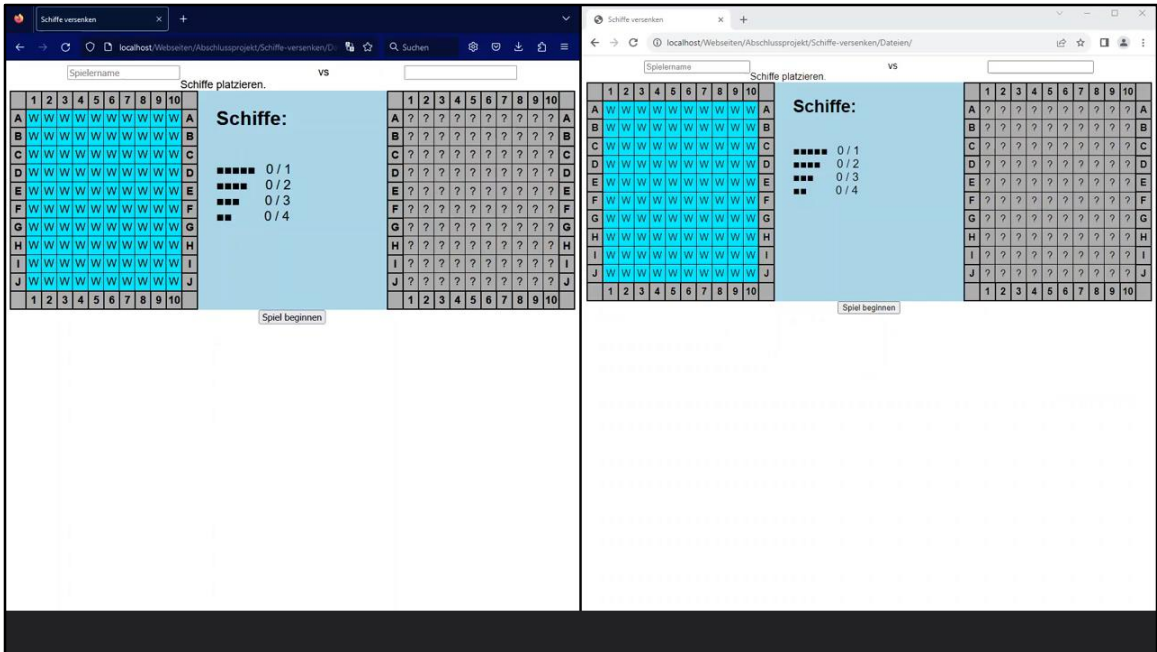 Schiffe versenken
localhost/Webseiten/Abschlussprojekt/Schiffe-versenken/D
Suchen
Spielername
VS
Schiffe platzieren.
1 2 3 4 5 6 7 8 9 10
A W W W W W W W W W W A
B W W W W W W W W W W B
C W W W W W W W W W W C
D W W W W W W W W W W D
E W W W W W W W W W W E
F W W W W W W W W W W F
G W W W W W W W W W W G
H W W W W W W W W W W H
I W W W W W W W W W W I
J W W W W W W W W W W J
1 2 3 4 5 6 7 8 9 10
Schiffe:
0 / 1
0 / 2
0 / 3
0 / 4
1 2 3 4 5 6 7 8 9 10
A ? ? ? ? ? ? ? ? ? ? A
B ? ? ? ? ? ? ? ? ? ? B
C ? ? ? ? ? ? ? ? ? ? C
D ? ? ? ? ? ? ? ? ? ? D
E ? ? ? ? ? ? ? ? ? ? E
F ? ? ? ? ? ? ? ? ? ? F
G ? ? ? ? ? ? ? ? ? ? G
H ? ? ? ? ? ? ? ? ? ? H
I ? ? ? ? ? ? ? ? ? ? I
J ? ? ? ? ? ? ? ? ? ? J
1 2 3 4 5 6 7 8 9 10
Spiel beginnen
Schiffe versenken
localhost/Webseiten/Abschlussprojekt/Schiffe-versenken/Dateien/
Spielername
VS
Schiffe platzieren.
1 2 3 4 5 6 7 8 9 10
A W W W W W W W W W W A
B W W W W W W W W W W B
C W W W W W W W W W W C
D W W W W W W W W W W D
E W W W W W W W W W W E
F W W W W W W W W W W F
G W W W W W W W W W W G
H W W W W W W W W W W H
I W W W W W W W W W W I
J W W W W W W W W W W J
1 2 3 4 5 6 7 8 9 10
Schiffe:
0 / 1
0 / 2
0 / 3
0 / 4
1 2 3 4 5 6 7 8 9 10
A ? ? ? ? ? ? ? ? ? ? A
B ? ? ? ? ? ? ? ? ? ? B
C ? ? ? ? ? ? ? ? ? ? C
D ? ? ? ? ? ? ? ? ? ? D
E ? ? ? ? ? ? ? ? ? ? E
F ? ? ? ? ? ? ? ? ? ? F
G ? ? ? ? ? ? ? ? ? ? G
H ? ? ? ? ? ? ? ? ? ? H
I ? ? ? ? ? ? ? ? ? ? I
J ? ? ? ? ? ? ? ? ? ? J
1 2 3 4 5 6 7 8 9 10
Spiel beginnen